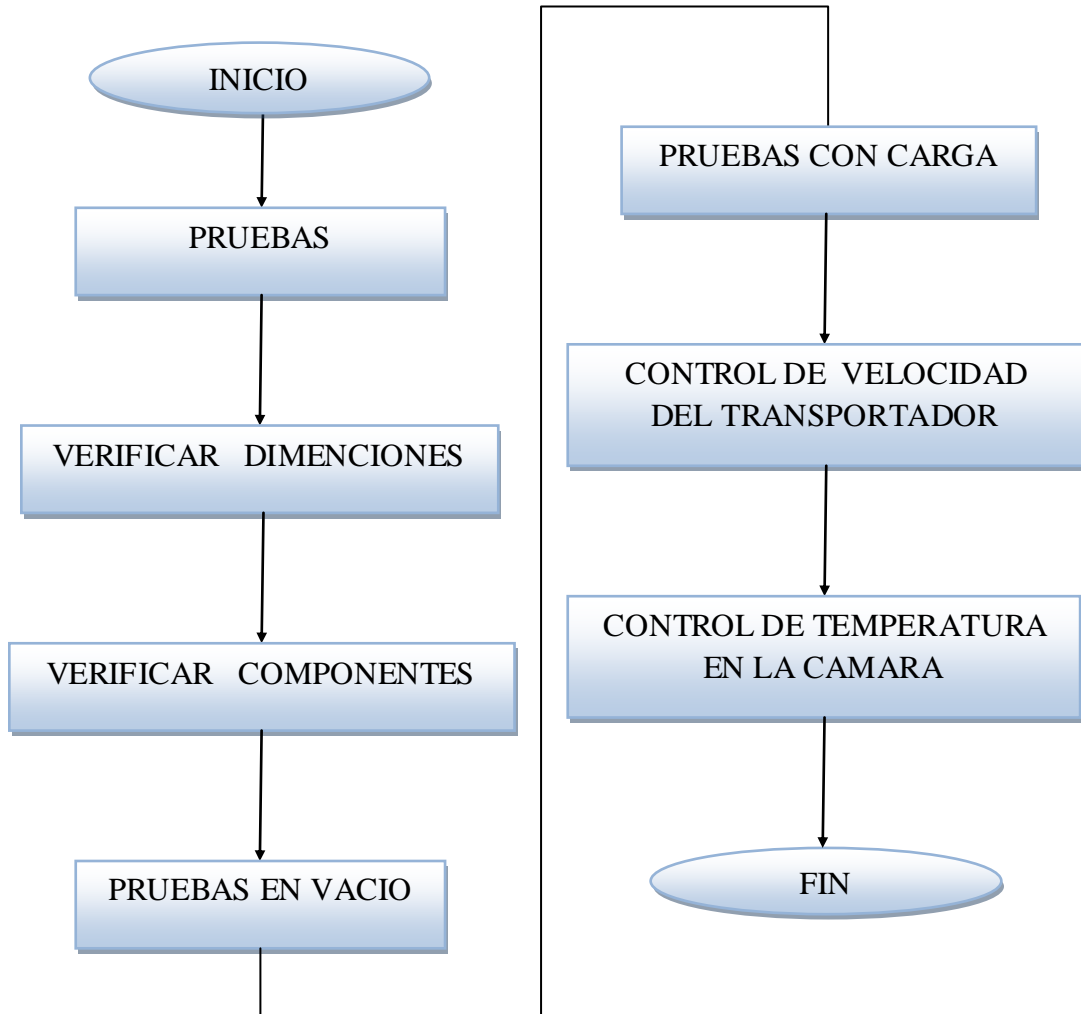 INICIO
PRUEBAS
VERIFICAR DIMENCIONES
VERIFICAR COMPONENTES
PRUEBAS EN VACIO
PRUEBAS CON CARGA
CONTROL DE VELOCIDAD
DEL TRANSPORTADOR
CONTROL DE TEMPERATURA
EN LA CAMARA
FIN